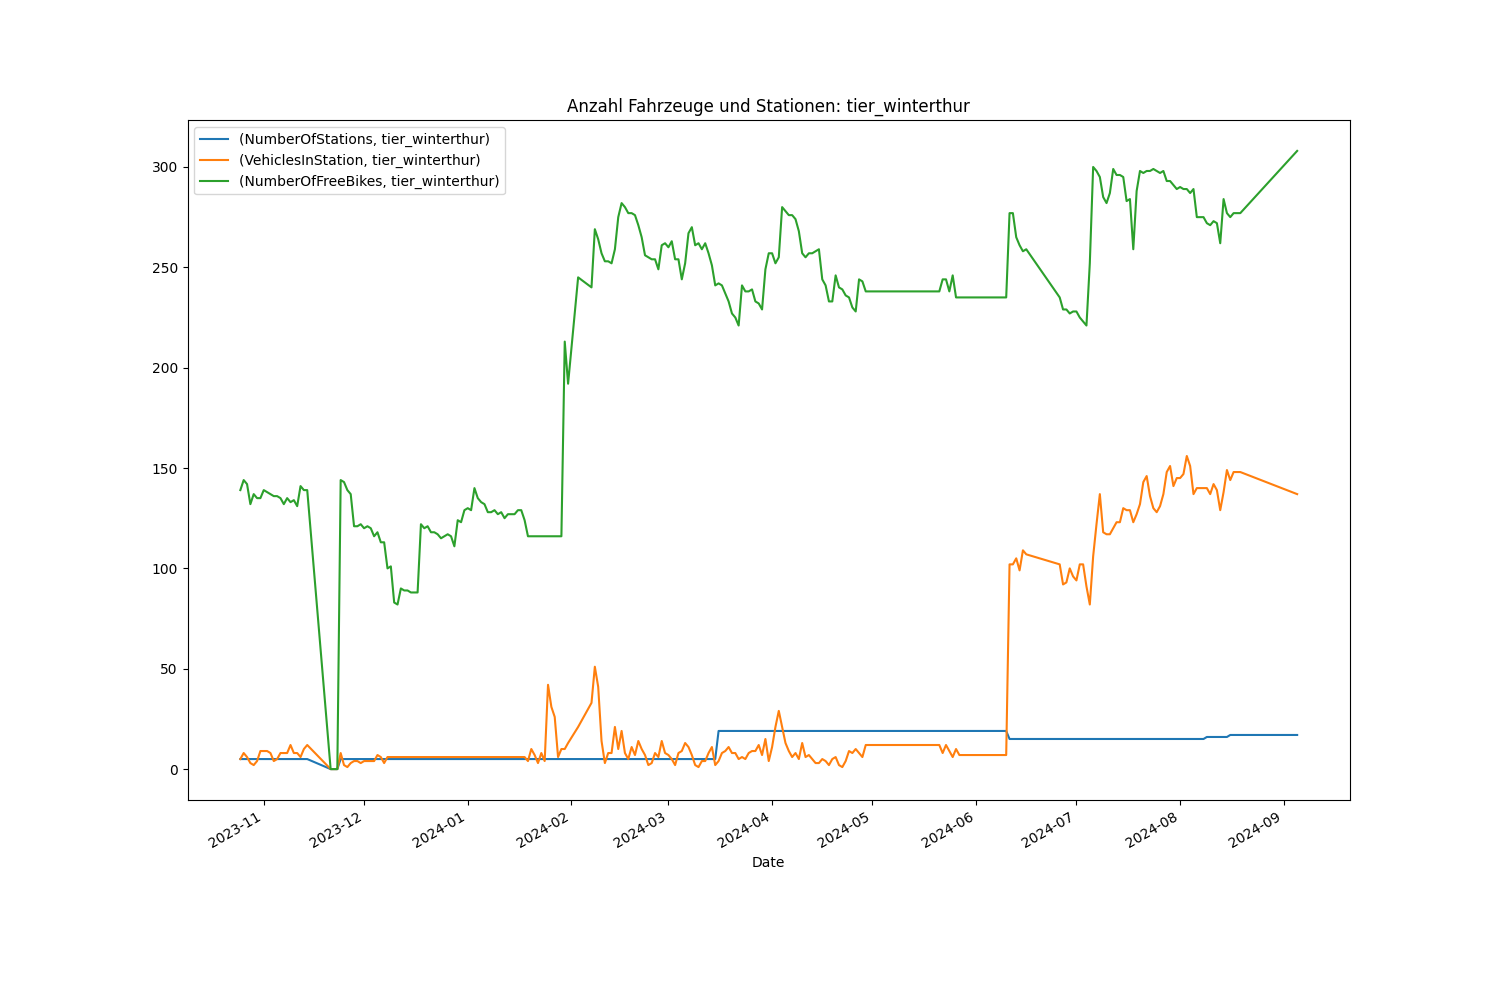 Anzahl Fahrzeuge und Stationen: tier_winterthur
(NumberOfStations, tier_winterthur)
(VehiclesInStation, tier_winterthur)
(NumberOfFreeBikes, tier_winterthur)
300
250
200
150
100
50
0
2023-11 2023-12 2024-01 2024-02 2024-03 2024-04 2024-05 2024-06 2024-07 2024-08 2024-09
Date